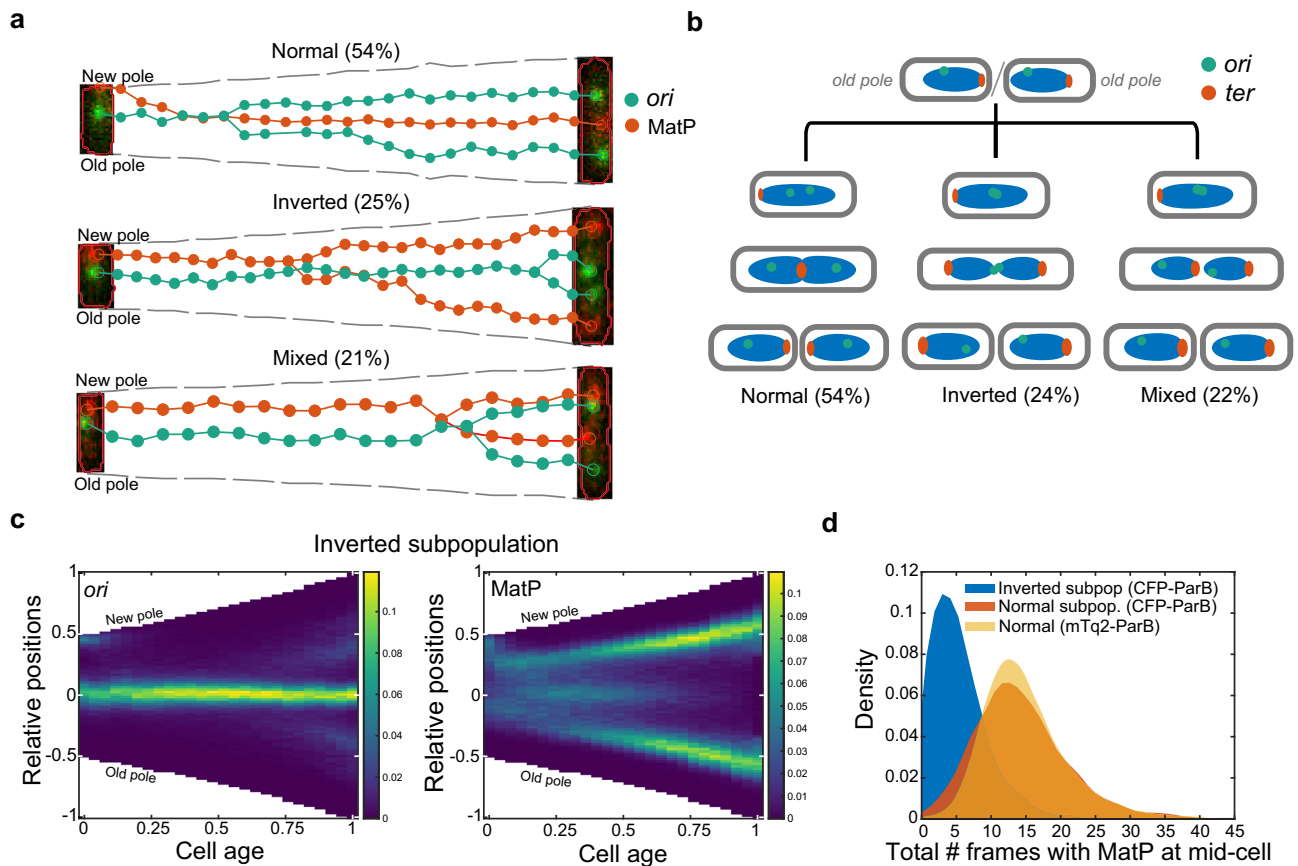 a
Normal (54%)
New pole
Old pole
ori
MatP
Inverted (25%)
New pole
Old pole
Mixed (21%)
New pole
Old pole
b
old pole
old pole
ori
ter
Normal (54%)
Inverted (24%)
Mixed (22%)
c
Inverted subpopulation
ori
New pole
Old pole
Relative positions
1
0.5
0
-0.5
-1
0
0.25
0.5
0.75
1
Cell age
0.1
0.08
0.06
0.04
0.02
0
MatP
New pole
Old pole
Relative positions
1
0.5
0
-0.5
-1
0
0.25
0.5
0.75
1
Cell age
0.1
0.09
0.08
0.07
0.06
0.05
0.04
0.03
0.02
0.01
0
d
Inverted subpop (CFP-ParB)
Normal subpop. (CFP-ParB)
Normal (mTq2-ParB)
Density
0.12
0.1
0.08
0.06
0.04
0.02
0
0
5
10
15
20
25
30
35
40
45
Total # frames with MatP at mid-cell